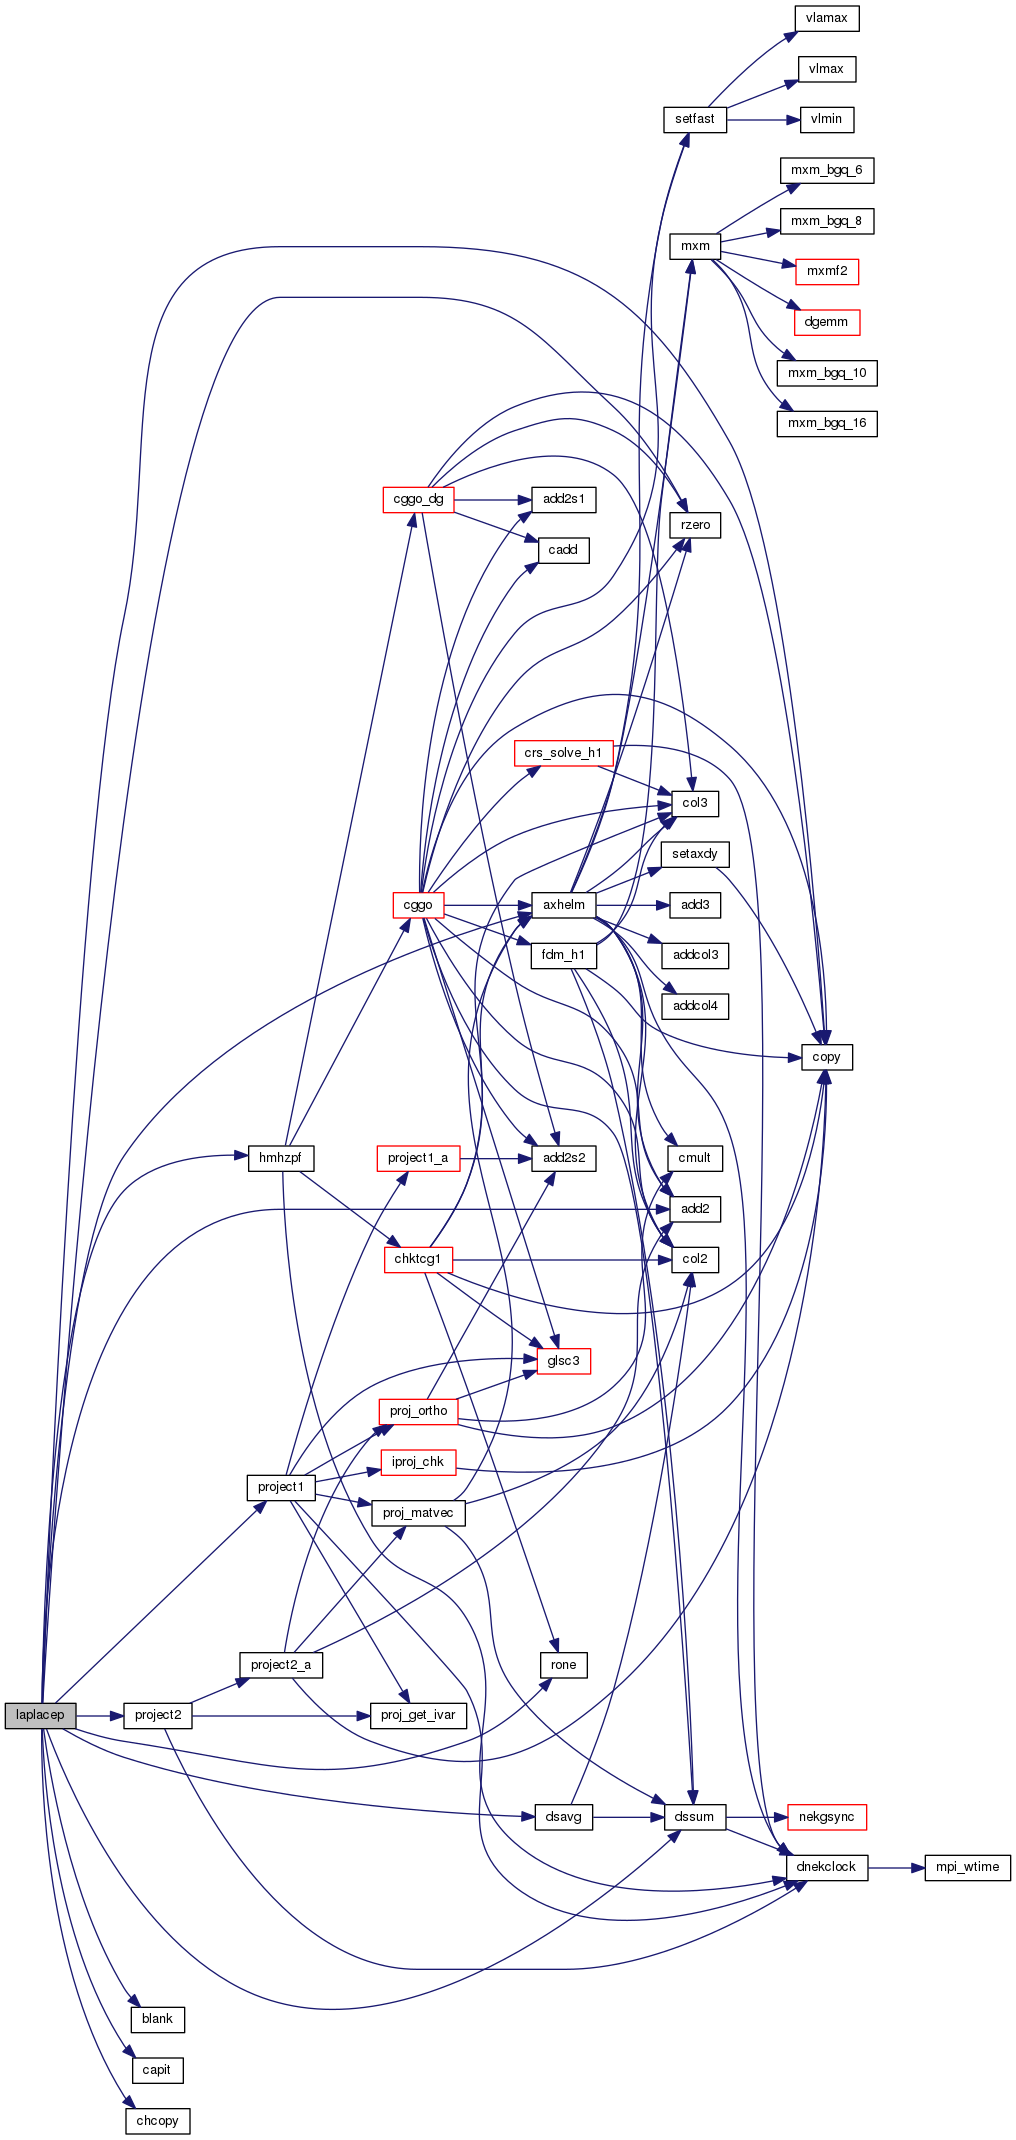 vlamax
vlmax
setfast
vlmin
mxm_bgq_6
mxm_bgq_8
mxm
mxmf2
dgemm
mxm_bgq_10
mxm_bgq_16
cggo_dg
add2s1
rzero
cadd
crs_solve_h1
col3
setaxdy
cggo
axhelm
add3
fdm_h1
addcol3
addcol4
copy
hmhzpf
project1_a
add2s2
cmult
add2
chktcg1
col2
glsc3
proj_ortho
iproj_chk
project1
proj_matvec
project2_a
rone
laplacep
project2
proj_get_ivar
dsavg
dssum
nekgsync
dnekclock
mpi_wtime
blank
capit
chcopy